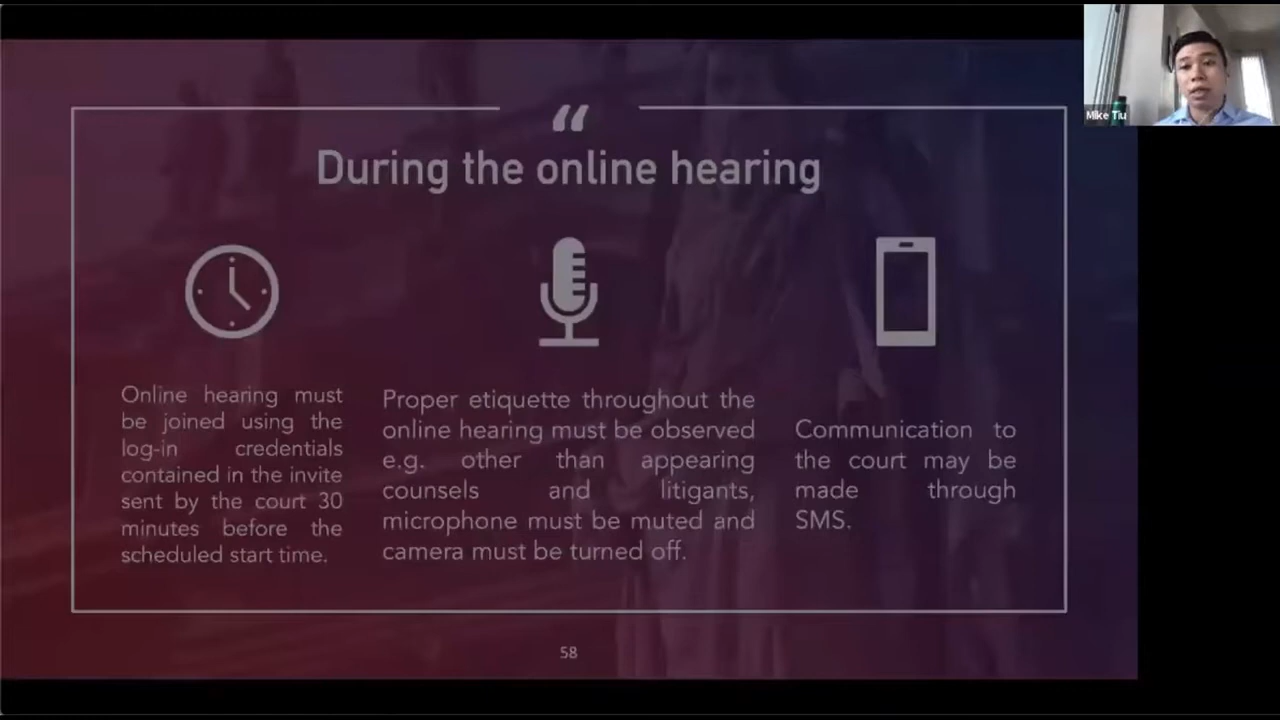 “
During the online hearing
Online hearing must
be joined using the
log-in credentials
contained in the invite
sent by the court 30
minutes before the
scheduled start time.
Proper etiquette throughout the
online hearing must be observed
e.g. other than appearing
counsels and litigants,
microphone must be muted and
camera must be turned off.
Communication to
the court may be
made through
SMS.
58
Mike Tiu